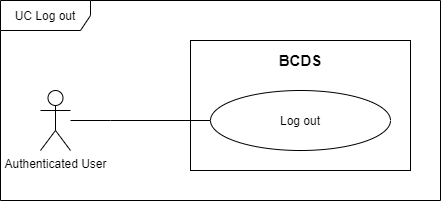 UC Log out
BCDS
Log out
Authenticated User